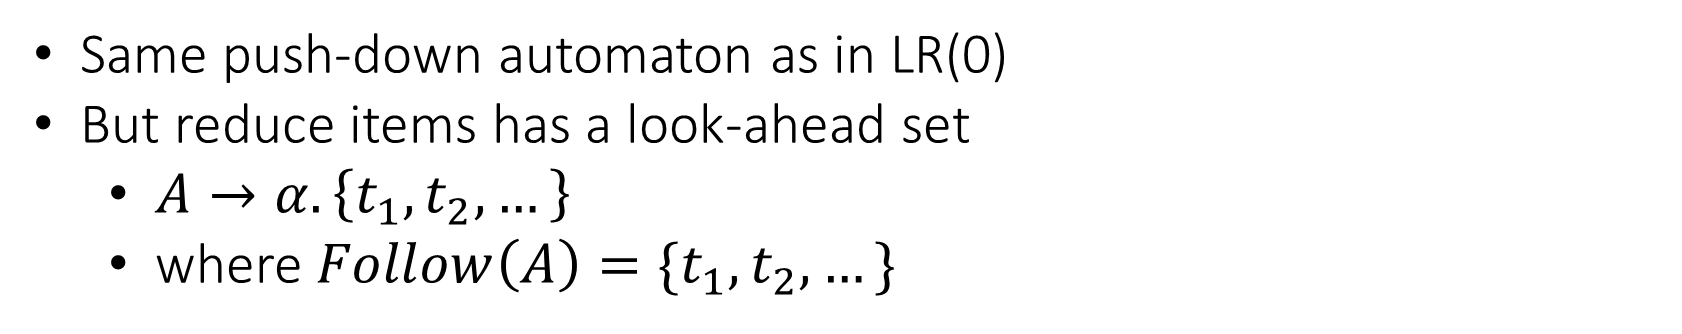 • Same push-down automaton as in LR(0)
• But reduce items has a look-ahead set
• A → α. {t₁, t₂, … }
• where Follow(A) = {t₁, t₂, … }